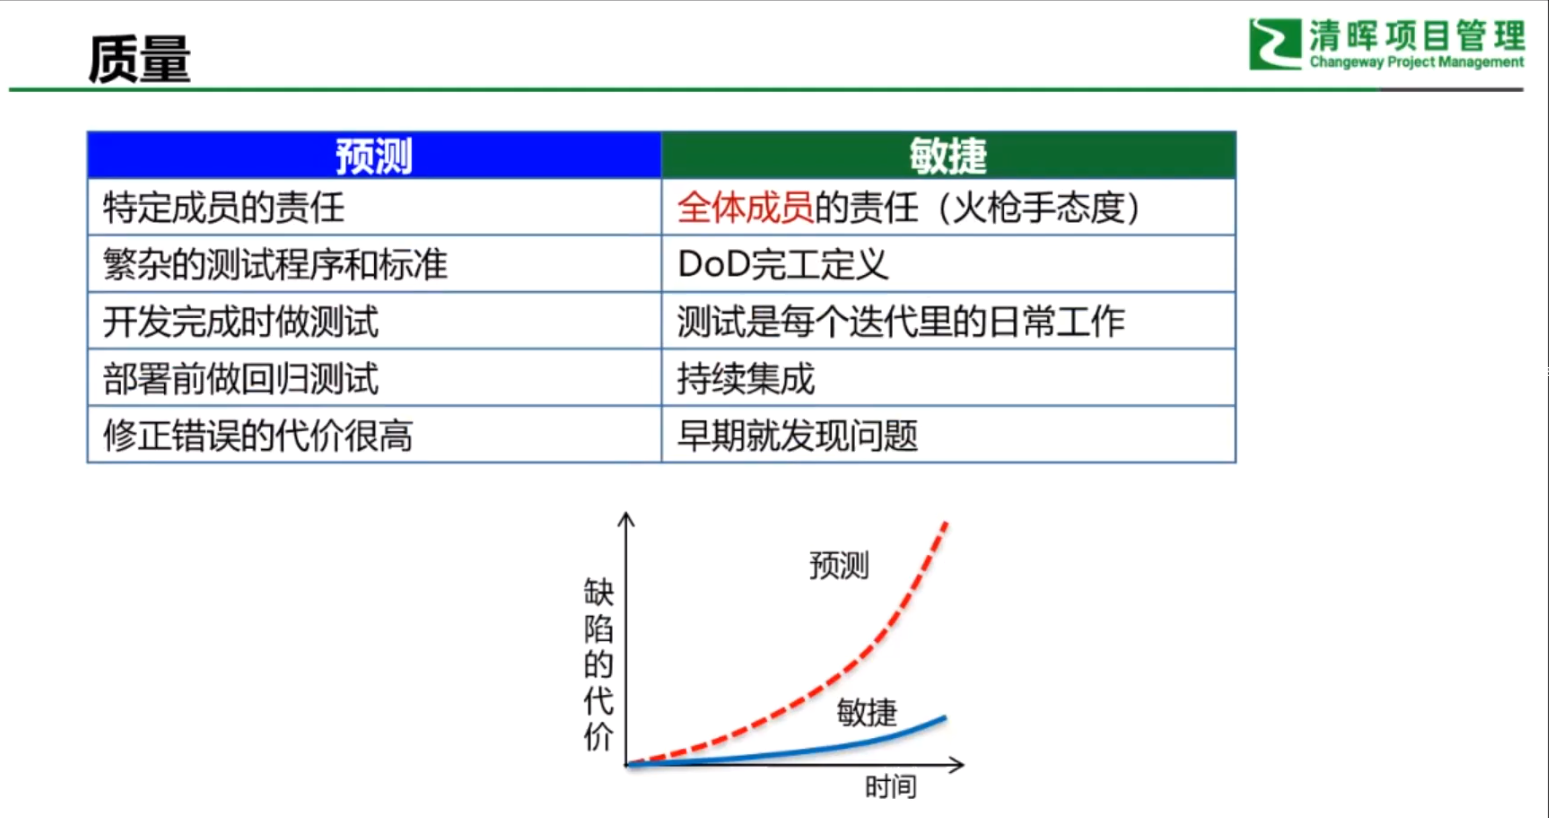 质量
清晖项目管理
Changeway Project Management
预测
敏捷
特定成员的责任
全体成员的责任（火枪手态度）
繁杂的测试程序和标准
DoD完工定义
开发完成时做测试
测试是每个迭代里的日常工作
部署前做回归测试
持续集成
修正错误的代价很高
早期就发现问题
缺陷的代价
预测
敏捷
时间